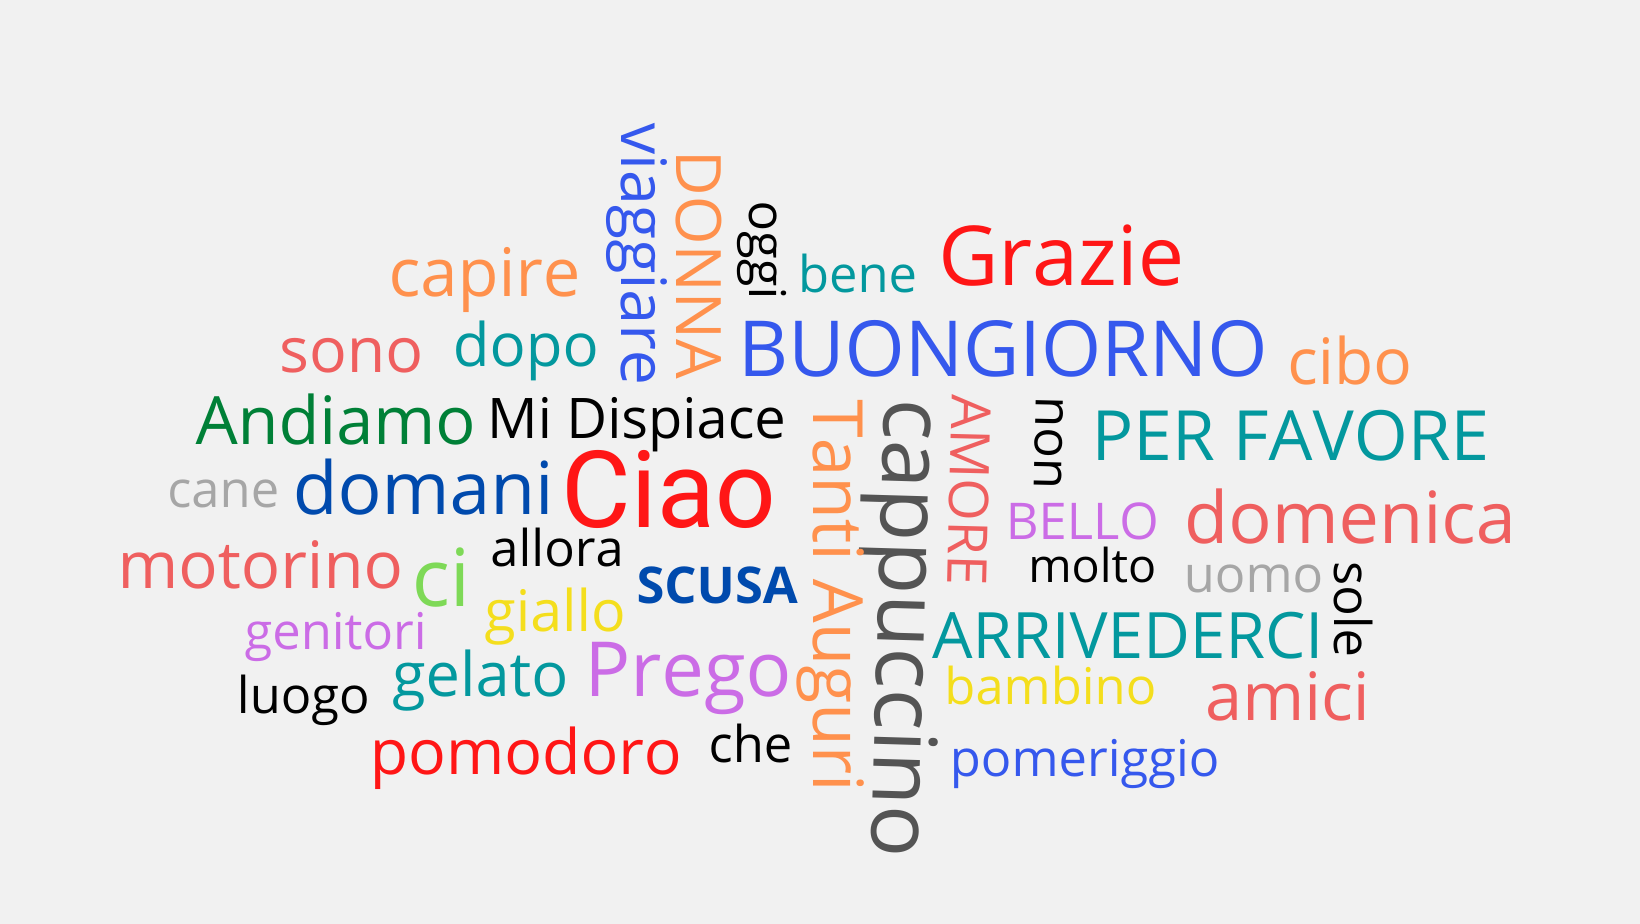 viaggiare
DONNA
oggi
capire
bene
Grazie
sono
dopo
BUONGIORNO
cibo
Andiamo
Mi Dispiace
Tanti Auguri
cappuccino
AMORE
non
PER FAVORE
cane
domani
Ciao
BELLO
domenica
motorino
ci
allora
SCUSA
molto
uomo
sole
giallo
genitori
ARRIVEDERCI
luogo
gelato
Prego
bambino
amici
pomodoro
che
pomeriggio